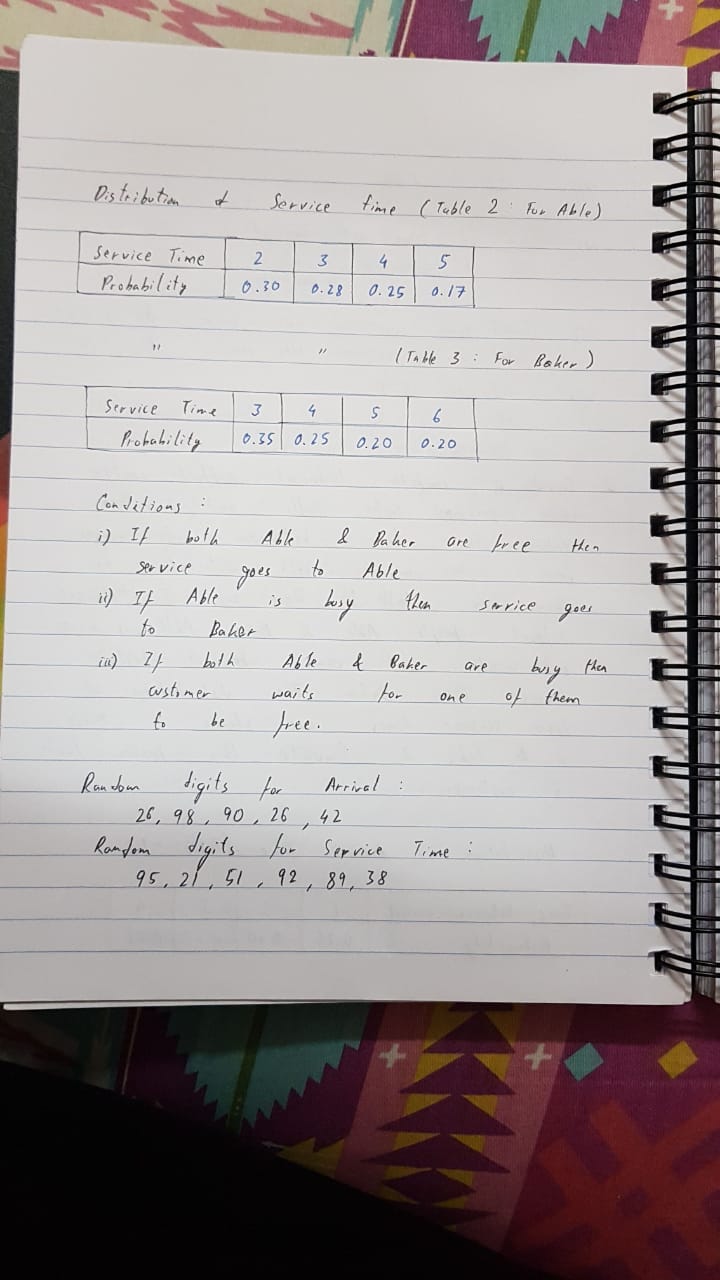 Distribution of Service time (Table 2 : For Able)
Service Time 2 3 4 5
Probability 0.30 0.28 0.25 0.17
" " (Table 3 : For Baker)
Service Time 3 4 5 6
Probability 0.35 0.25 0.20 0.20
Conditions :
i) If both Able & Baker are free then
service goes to Able
ii) If Able is busy then service goes
to Baker
iii) If both Able & Baker are busy then
customer waits for one of them
to be free.
Random digits for Arrival :
26, 98, 90, 26, 42
Random digits for Service Time :
95, 21, 51, 92, 89, 38